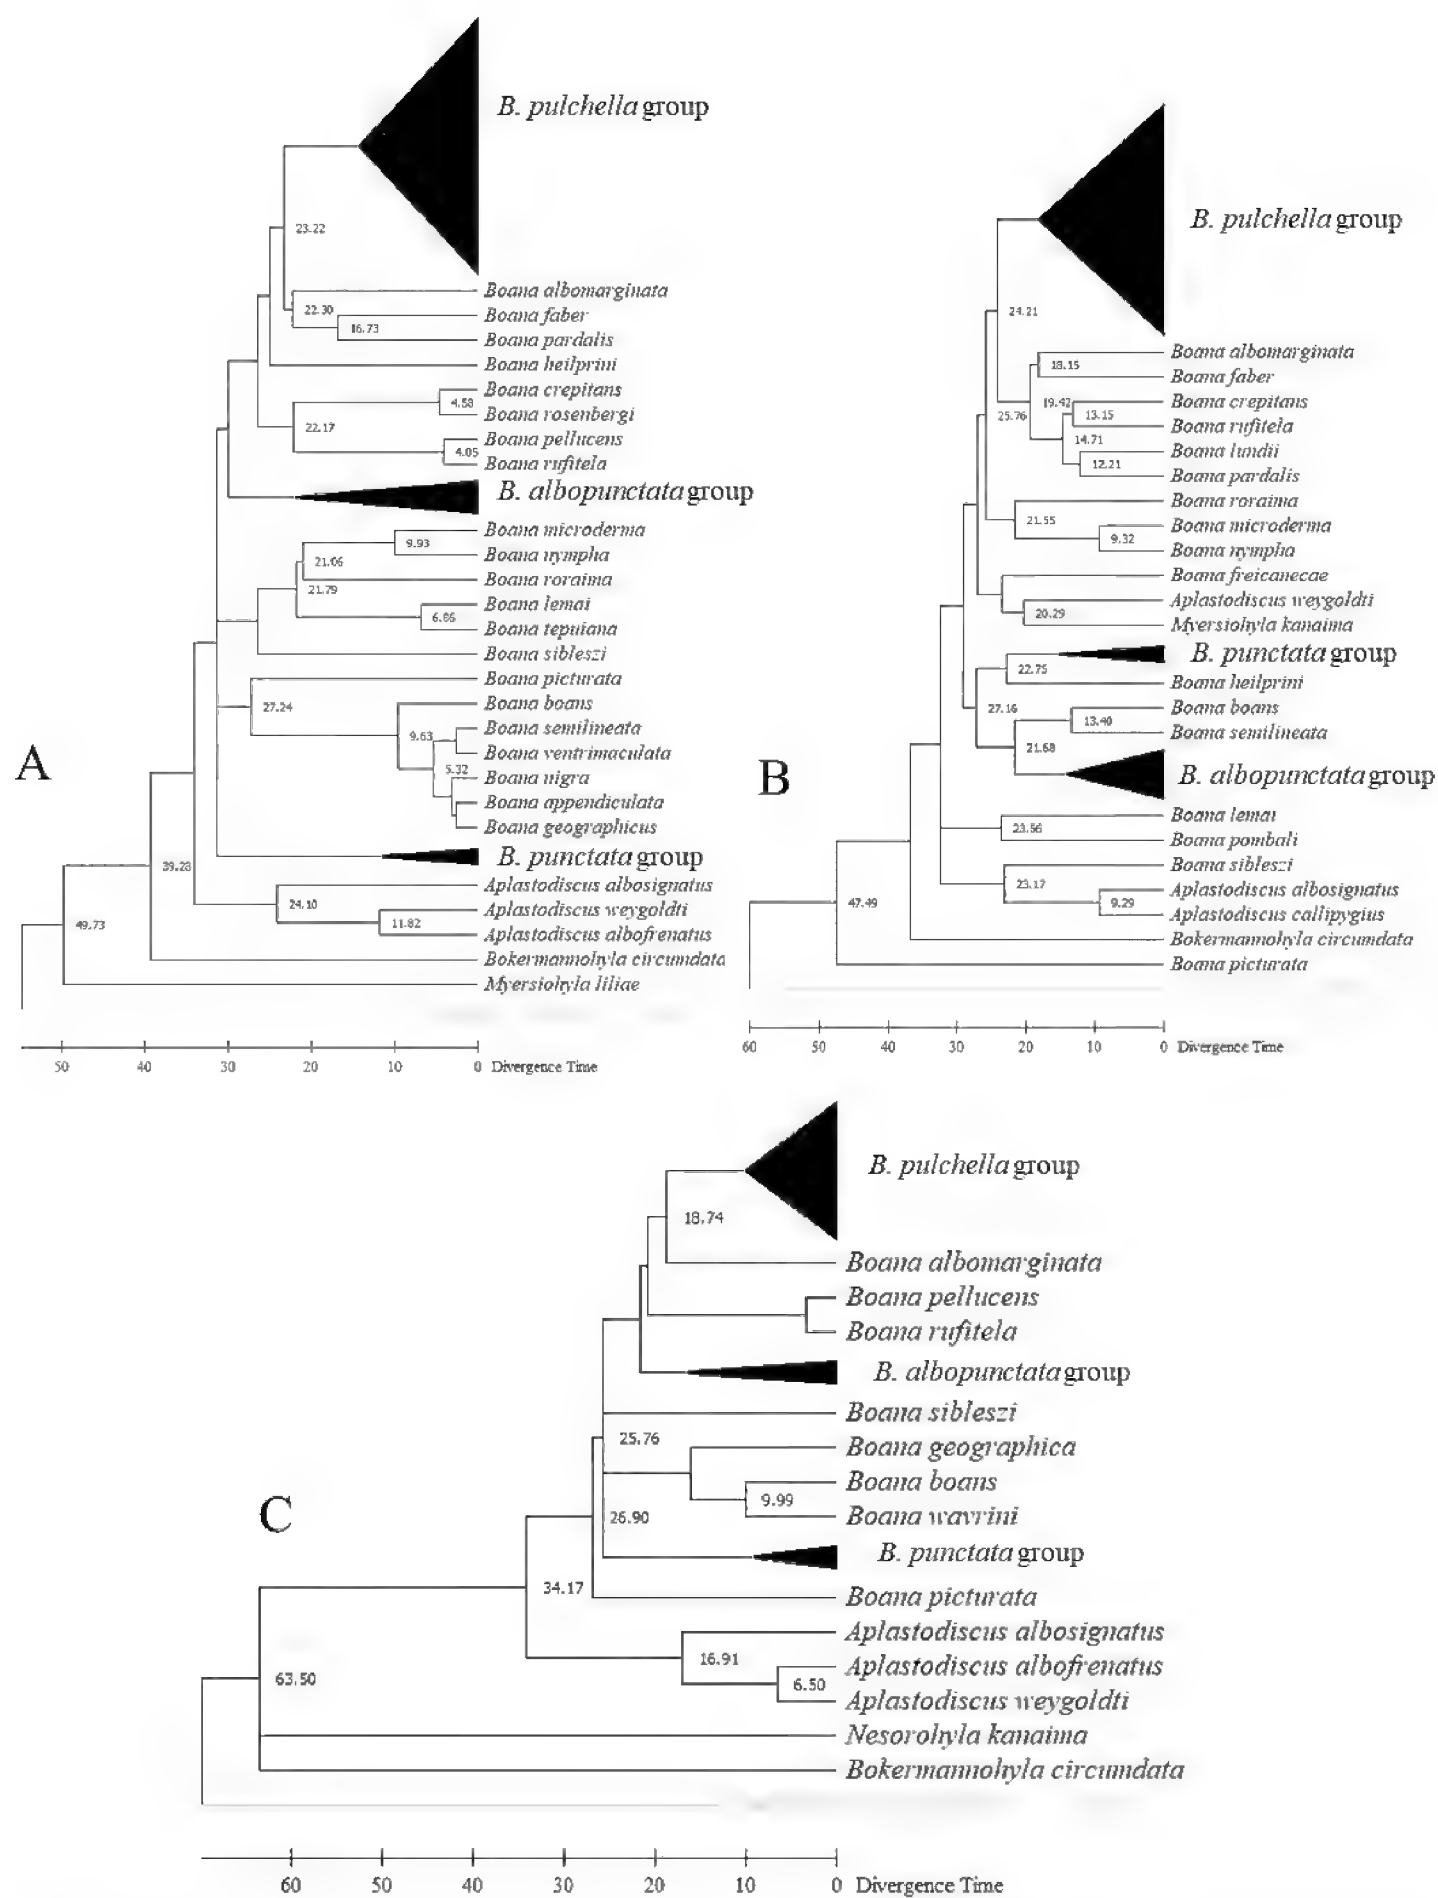 B. pulchella group
23.22
Boana albomarginata
22.30
Boana faber
16.73
Boana pardalis
Boana heilprini
Boana crepitans
4.58
Boana rosenbergi
22.17
Boana pellucens
4.05
Boana rufitela
B. albopunctata group
Boana microderma
9.93
Boana nympha
21.06
Boana roraima
21.79
Boana lemai
6.86
Boana tepuiana
Boana sibleszi
Boana picturata
27.24
Boana boans
Boana semilineata
9.63
Boana ventrimaculata
5.32
Boana nigra
Boana appendiculata
Boana geographicus
A
B. punctata group
39.28
Aplastodiscus albosignatus
24.10
Aplastodiscus weygoldti
11.82
Aplastodiscus albofrenatus
49.73
Bokermannohyla circumdata
Myersiohyla liliae
50 40 30 20 10 0 Divergence Time
B. pulchella group
24.21
Boana albomarginata
18.15
Boana faber
19.42
Boana crepitans
25.76
13.15
Boana rufitela
14.71
Boana lundii
12.21
Boana pardalis
Boana roraima
21.55
Boana microderma
9.32
Boana nympha
Boana freicanecae
Aplastodiscus weygoldti
20.29
Myersiohyla kanaima
B. punctata group
22.75
Boana heilprini
27.16
Boana boans
13.40
Boana semilineata
21.68
B. albopunctata group
B
Boana lemai
23.56
Boana pombali
Boana sibleszi
23.17
Aplastodiscus albosignatus
9.29
Aplastodiscus callipygius
47.49
Bokermannohyla circumdata
Boana picturata
60 50 40 30 20 10 0 Divergence Time
B. pulchella group
18.74
Boana albomarginata
Boana pellucens
Boana rufitela
B. albopunctata group
Boana sibleszi
25.76
Boana geographica
Boana boans
9.99
Boana wavrini
26.90
C
B. punctata group
34.17
Boana picturata
Aplastodiscus albosignatus
16.91
Aplastodiscus albofrenatus
6.50
Aplastodiscus weygoldti
63.50
Nesorohyla kanaima
Bokermannohyla circumdata
60 50 40 30 20 10 0 Divergence Time